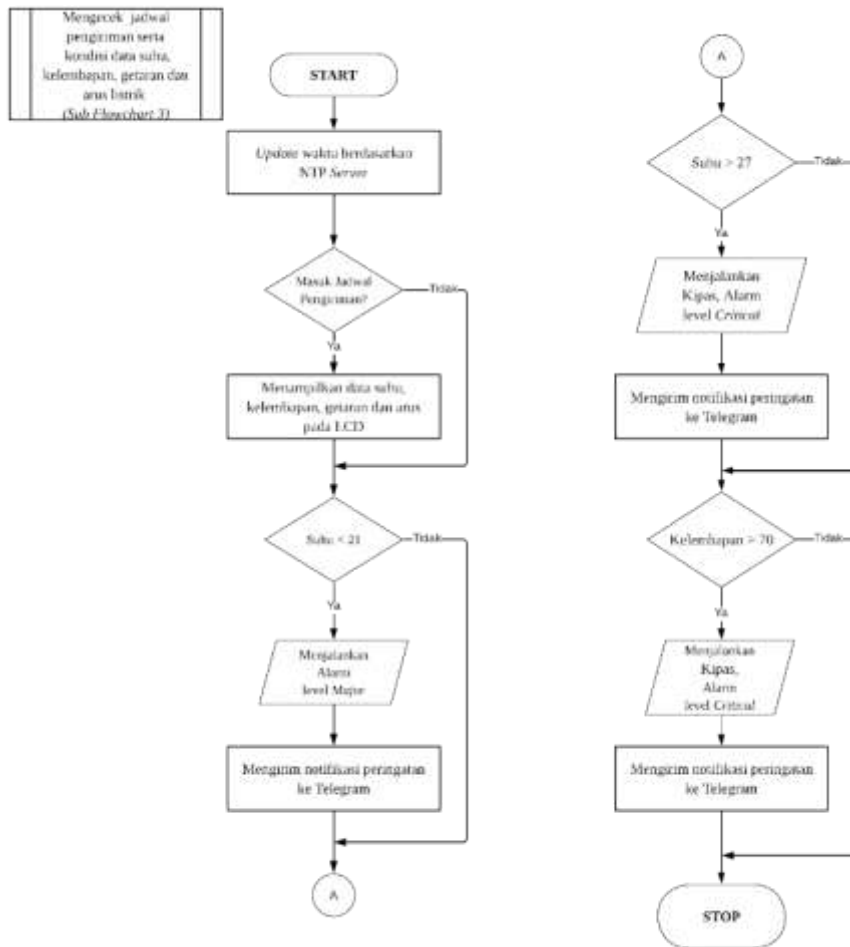 Mengecek jadwal
pengiriman serta
kondisi data suhu,
kelembapan, getaran dan
arus listrik
(Sub Flowchart 3)
START
Update waktu berdasarkan
NTP Server
Masuk Jadwal
Pengiriman?
Tidak
Ya
Menampilkan data suhu,
kelembapan, getaran dan arus
pada LCD
Suhu < 21
Tidak
Ya
Menjalankan
Alarm
level Major
Mengirim notifikasi peringatan
ke Telegram
A
A
Suhu > 27
Tidak
Ya
Menjalankan
Kipas, Alarm
level Critical
Mengirim notifikasi peringatan
ke Telegram
Kelembapan > 70
Tidak
Ya
Menjalankan
Kipas,
Alarm
level Critical
Mengirim notifikasi peringatan
ke Telegram
STOP